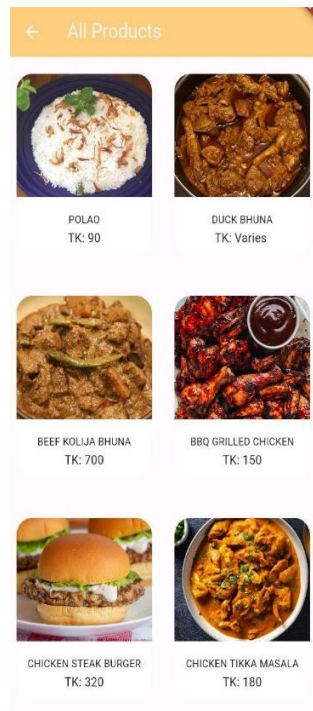 All Products
POLAO
TK: 90
DUCK BHUNA
TK: Varies
BEEF KOLIJA BHUNA
TK: 700
BBQ GRILLED CHICKEN
TK: 150
CHICKEN STEAK BURGER
TK: 320
CHICKEN TIKKA MASALA
TK: 180